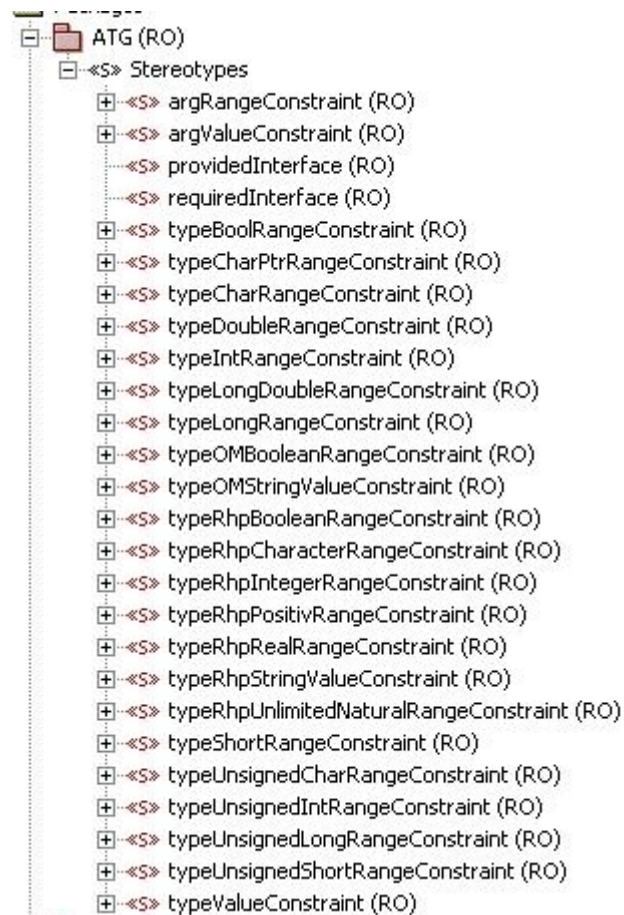 ATG (RO)
«S» Stereotypes
«S» argRangeConstraint (RO)
«S» argValueConstraint (RO)
«S» providedInterface (RO)
«S» requiredInterface (RO)
«S» typeBoolRangeConstraint (RO)
«S» typeCharPtrRangeConstraint (RO)
«S» typeCharRangeConstraint (RO)
«S» typeDoubleRangeConstraint (RO)
«S» typeIntRangeConstraint (RO)
«S» typeLongDoubleRangeConstraint (RO)
«S» typeLongRangeConstraint (RO)
«S» typeOMBooleanRangeConstraint (RO)
«S» typeOMStringValueConstraint (RO)
«S» typeRhpBooleanRangeConstraint (RO)
«S» typeRhpCharacterRangeConstraint (RO)
«S» typeRhpIntegerRangeConstraint (RO)
«S» typeRhpPositivRangeConstraint (RO)
«S» typeRhpRealRangeConstraint (RO)
«S» typeRhpStringValueConstraint (RO)
«S» typeRhpUnlimitedNaturalRangeConstraint (RO)
«S» typeShortRangeConstraint (RO)
«S» typeUnsignedCharRangeConstraint (RO)
«S» typeUnsignedIntRangeConstraint (RO)
«S» typeUnsignedLongRangeConstraint (RO)
«S» typeUnsignedShortRangeConstraint (RO)
«S» typeValueConstraint (RO)